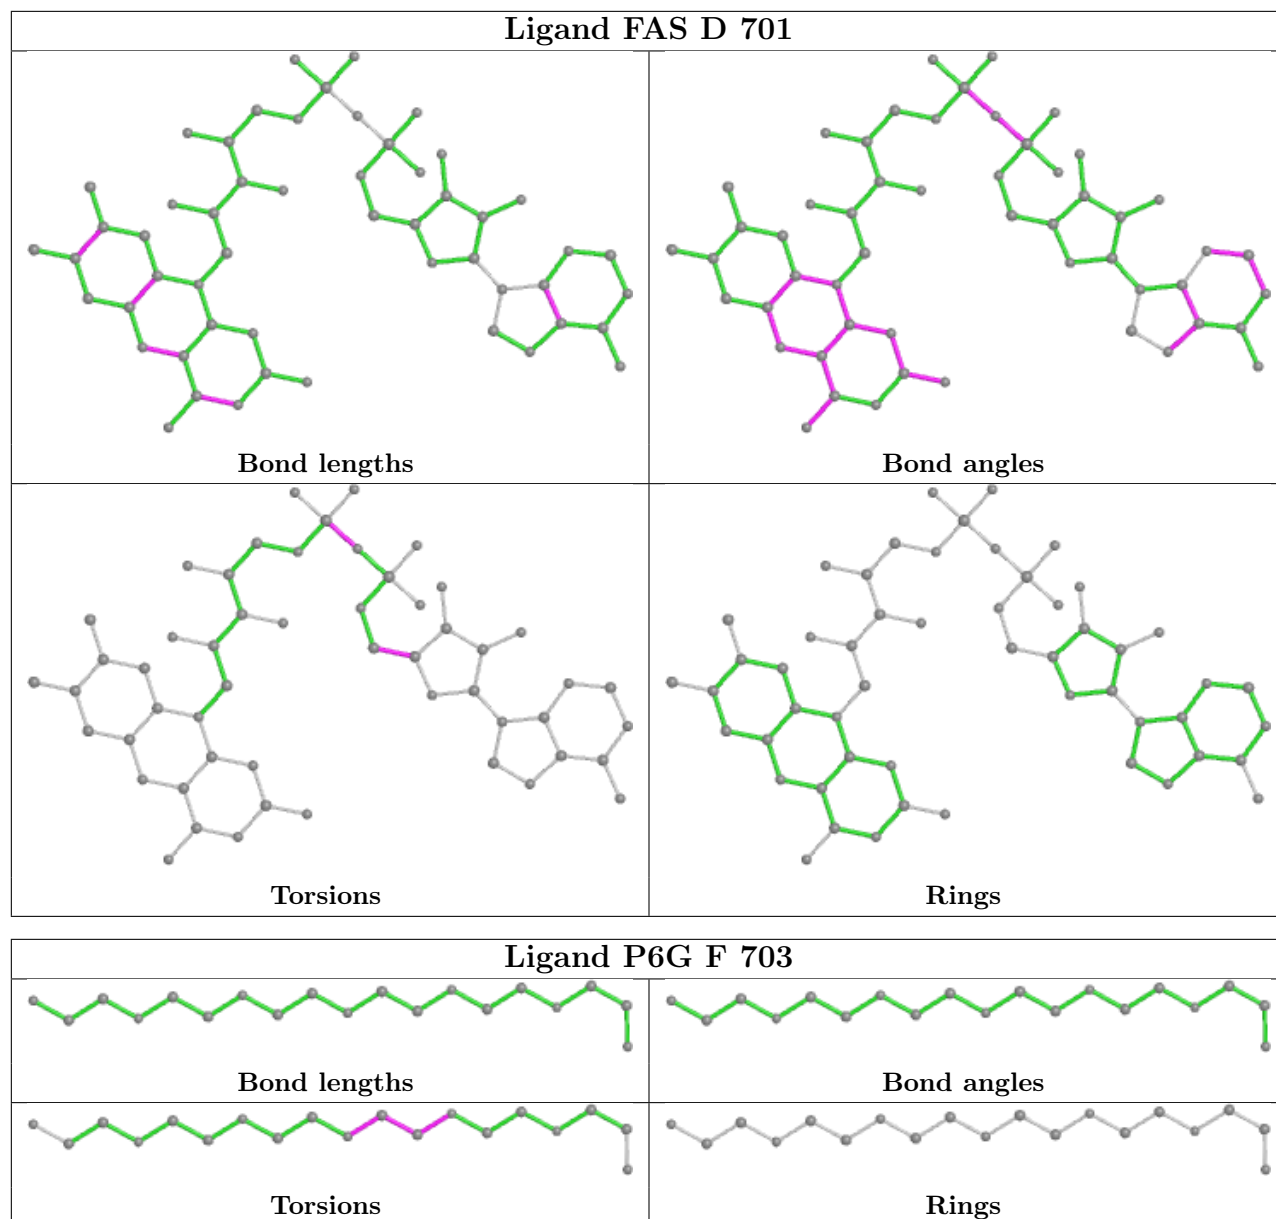 Ligand FAS D 701
Bond lengths
Bond angles
Torsions
Rings
Ligand P6G F 703
Bond lengths
Bond angles
Torsions
Rings